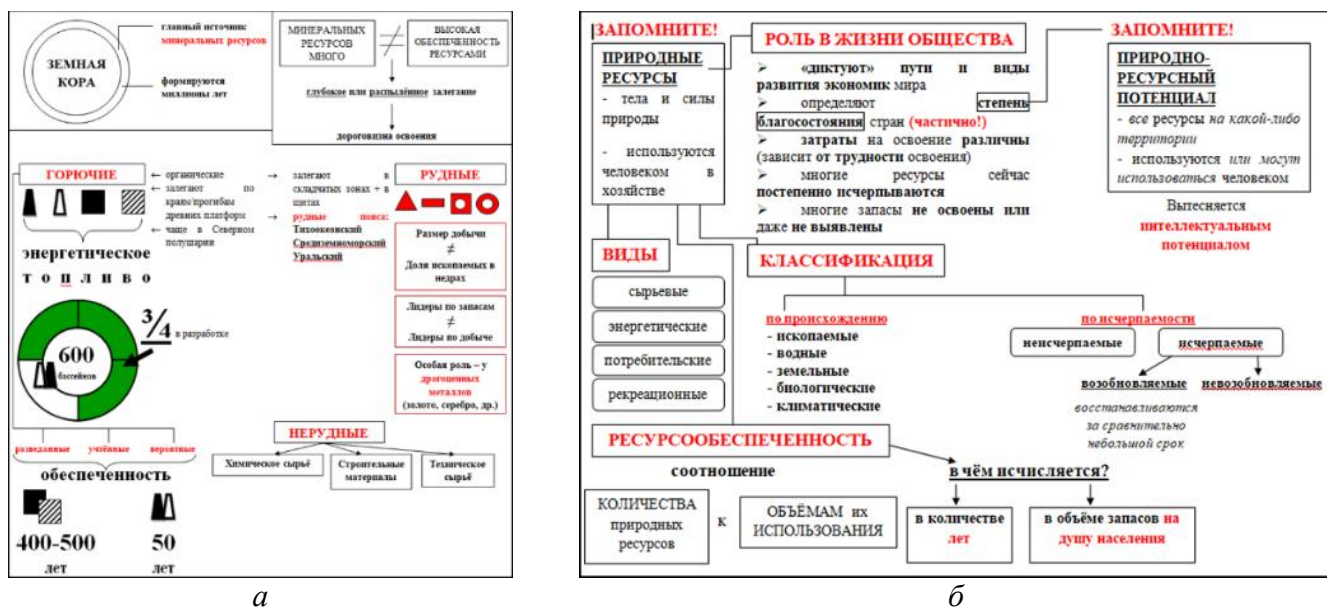 ЗЕМНАЯ
КОРА
главный источник
минеральных ресурсов
формируются
миллионы лет
МИНЕРАЛЬНЫХ
РЕСУРСОВ
МНОГО
≠
ВЫСОКАЯ
ОБЕСПЕЧЕННОСТЬ
РЕСУРСАМИ
глубокое или распылённое залегание
дороговизна освоения
ГОРЮЧИЕ
← органические
← залегают по
краям/прогибам
древних платформ
← чаще в Северном
полушарии
→ залегают в
складчатых зонах + в
щитах
→ рудные пояса:
Тихоокеанский
Средиземноморский
Уральский
РУДНЫЕ
энергетическое
топливо
Размер добычи
≠
Доля ископаемых в
недрах
Лидеры по запасам
≠
Лидеры по добыче
Особая роль – у
драгоценных
металлов
(золото, серебро, др.)
600
бассейнов
3/4 в разработке
разведанные учтённые вероятные
обеспеченность
400-500
лет
50
лет
НЕРУДНЫЕ
Химическое сырьё
Строительные
материалы
Техническое
сырьё
а
ЗАПОМНИТЕ!
ПРИРОДНЫЕ
РЕСУРСЫ
- тела и силы
природы
- используются
человеком в
хозяйстве
РОЛЬ В ЖИЗНИ ОБЩЕСТВА
➢ «диктуют» пути и виды
развития экономик мира
➢ определяют степень
благосостояния стран (частично!)
➢ затраты на освоение различны
(зависит от трудности освоения)
➢ многие ресурсы сейчас
постепенно исчерпываются
➢ многие запасы не освоены или
даже не выявлены
ЗАПОМНИТЕ!
ПРИРОДНО-
РЕСУРСНЫЙ
ПОТЕНЦИАЛ
- все ресурсы на какой-либо
территории
- используются или могут
использоваться человеком
Вытесняется
интеллектуальным
потенциалом
ВИДЫ
сырьевые
энергетические
потребительские
рекреационные
КЛАССИФИКАЦИЯ
по происхождению
- ископаемые
- водные
- земельные
- биологические
- климатические
по исчерпаемости
неисчерпаемые
исчерпаемые
возобновляемые
невозобновляемые
восстанавливаются
за сравнительно
небольшой срок
РЕСУРСООБЕСПЕЧЕННОСТЬ
соотношение
КОЛИЧЕСТВА
природных
ресурсов
к
ОБЪЁМАМ их
ИСПОЛЬЗОВАНИЯ
в чём исчисляется?
в количестве
лет
в объёме запасов на
душу населения
б